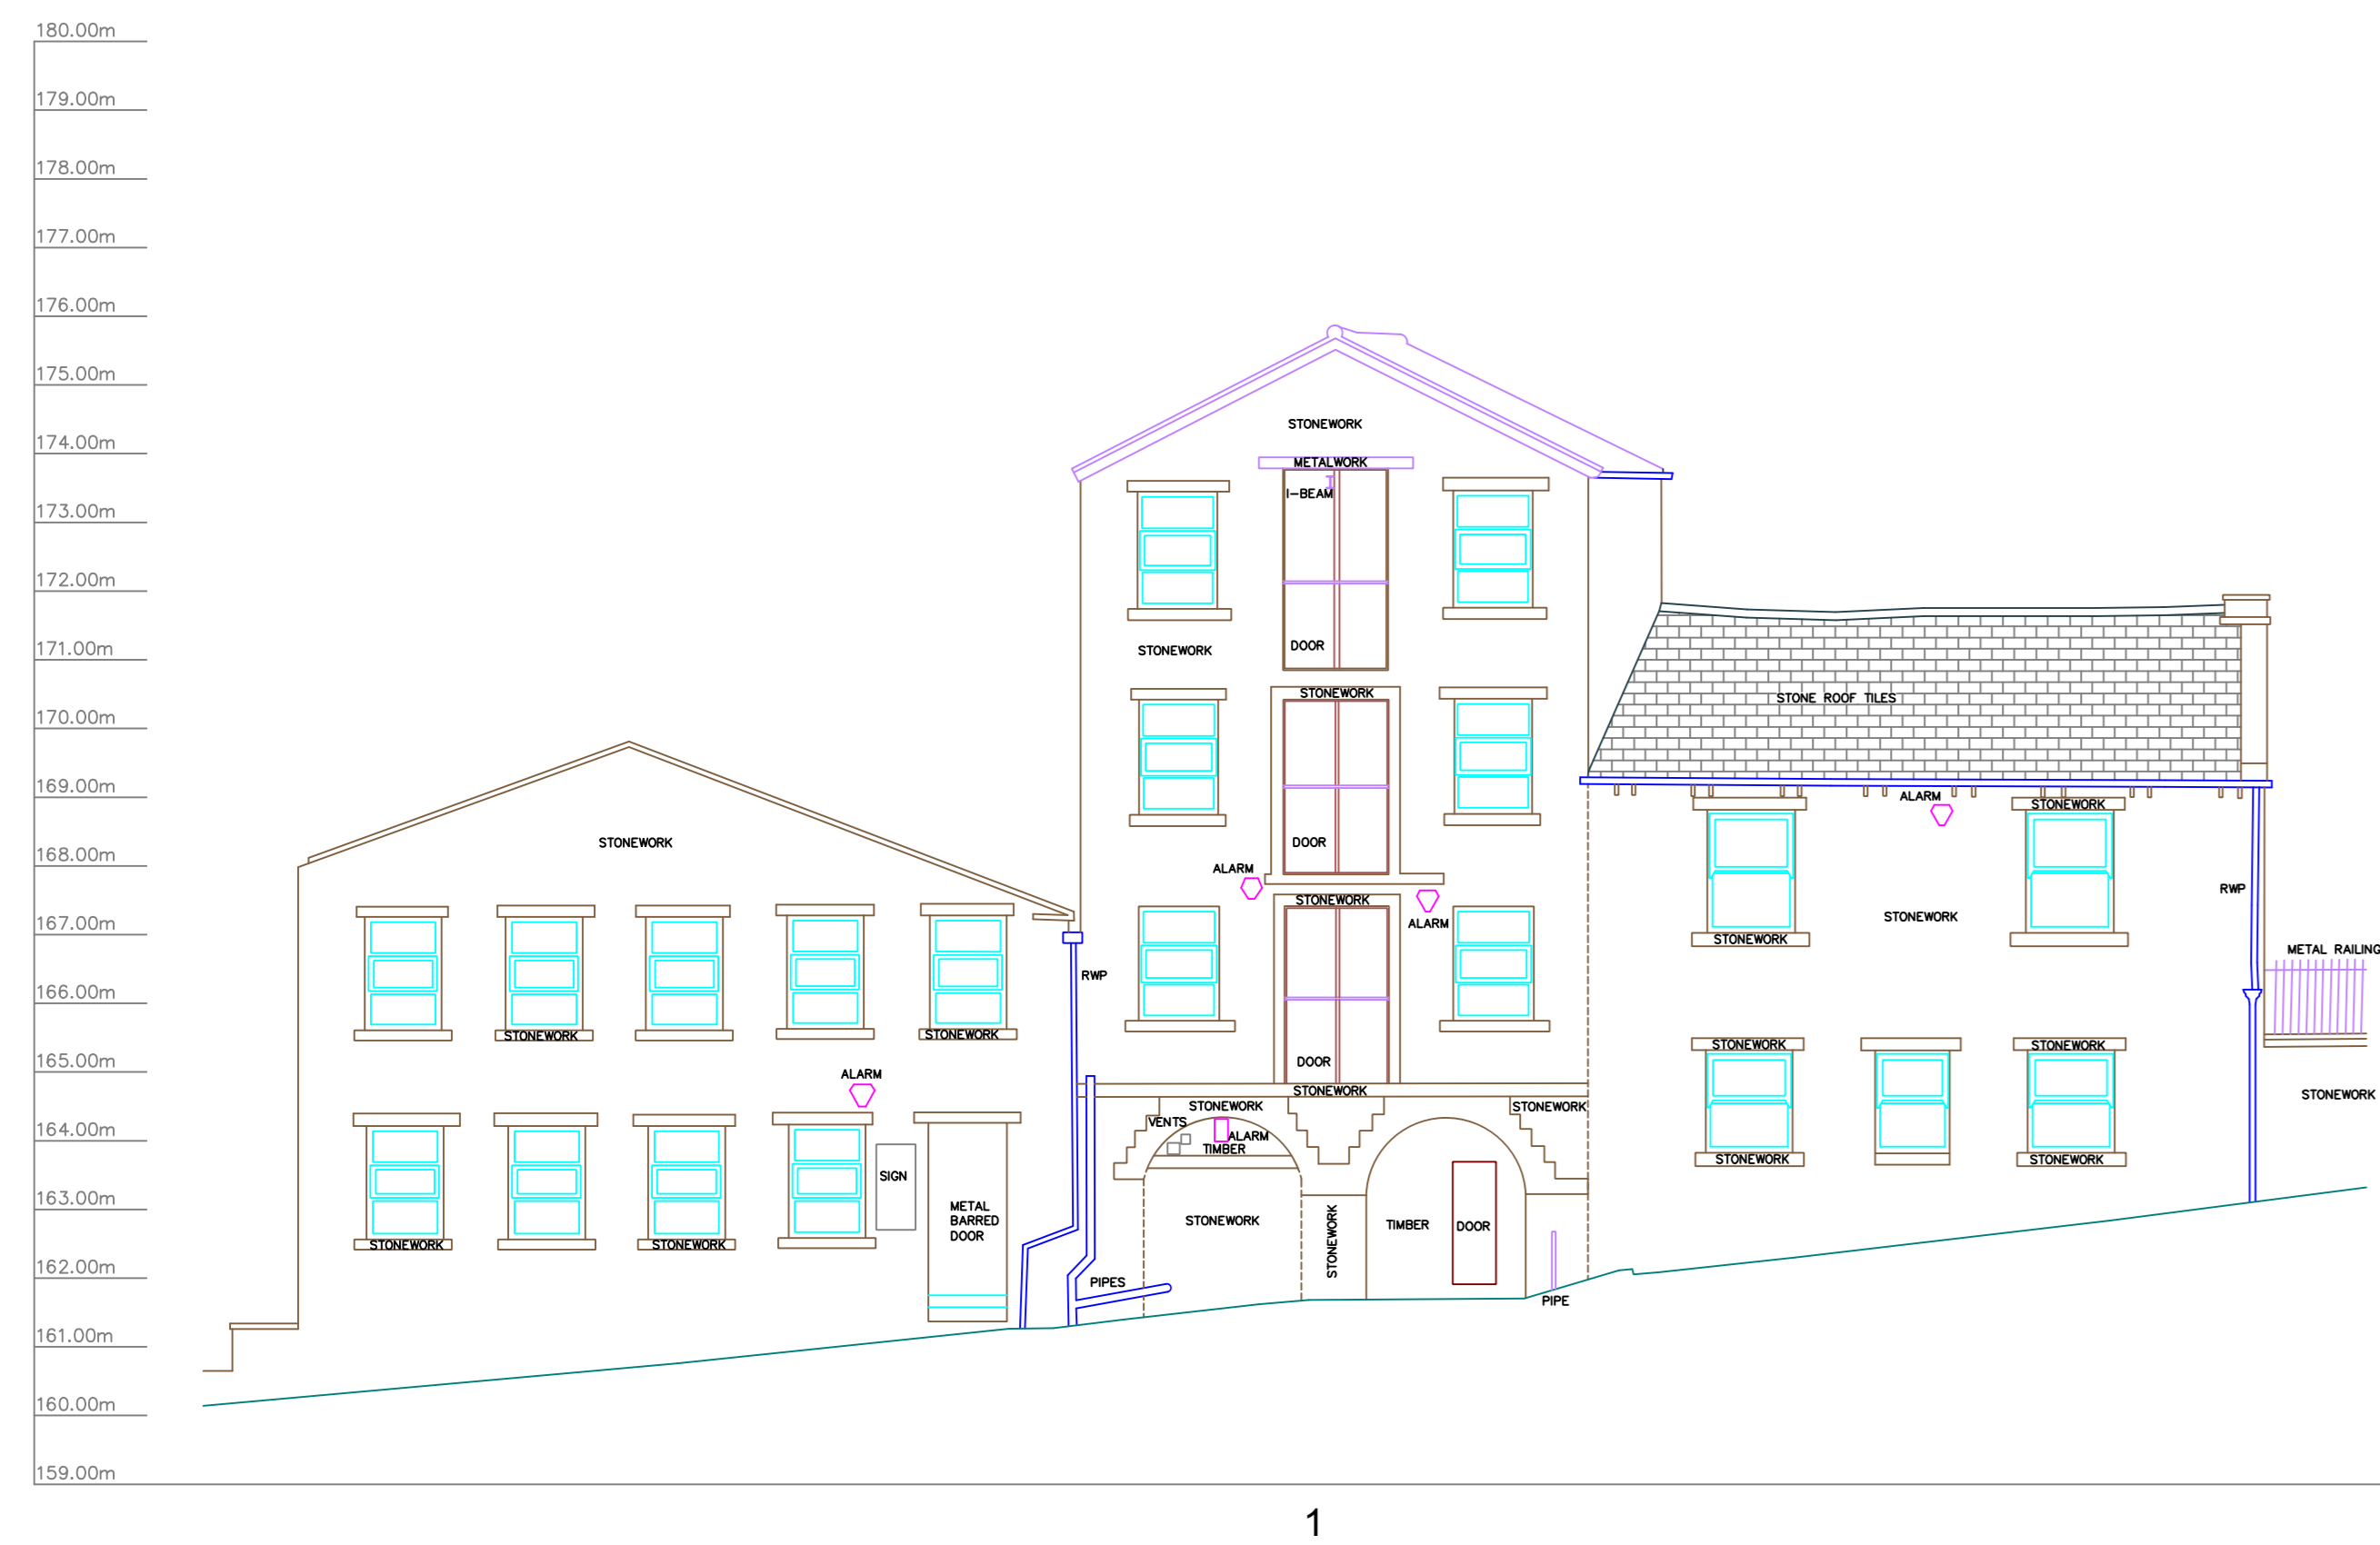 180.00m
179.00m
178.00m
177.00m
176.00m
175.00m
174.00m
173.00m
172.00m
171.00m
170.00m
169.00m
168.00m
167.00m
166.00m
165.00m
164.00m
163.00m
162.00m
161.00m
160.00m
159.00m
STONEWORK
STONEWORK
STONEWORK
ALARM
SIGN
METAL
BARRED
DOOR
STONEWORK
STONEWORK
STONEWORK
METALWORK
I-BEAM
DOOR
STONEWORK
STONEWORK
DOOR
ALARM
STONEWORK
ALARM
RWP
DOOR
STONEWORK
STONEWORK
STONEWORK
VENTS
ALARM
TIMBER
STONEWORK
STONEWORK
TIMBER
DOOR
PIPES
PIPE
STONE ROOF TILES
ALARM
STONEWORK
RWP
STONEWORK
STONEWORK
METAL RAILING
STONEWORK
STONEWORK
STONEWORK
STONEWORK
STONEWORK
1